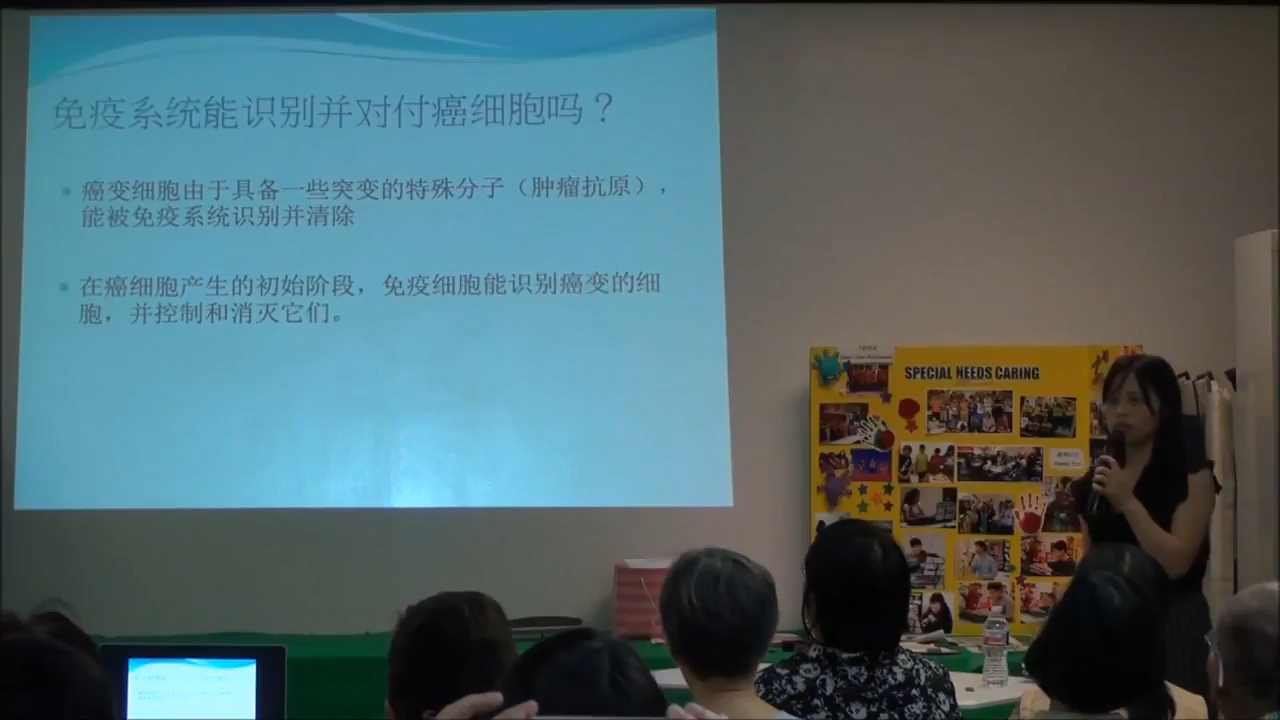 免疫系统能识别并对付癌细胞吗？
癌变细胞由于具备一些突变的特殊分子（肿瘤抗原），
能被免疫系统识别并清除
在癌细胞产生的初始阶段，免疫细胞能识别癌变的细
胞，并控制和消灭它们。
SPECIAL NEEDS CARING